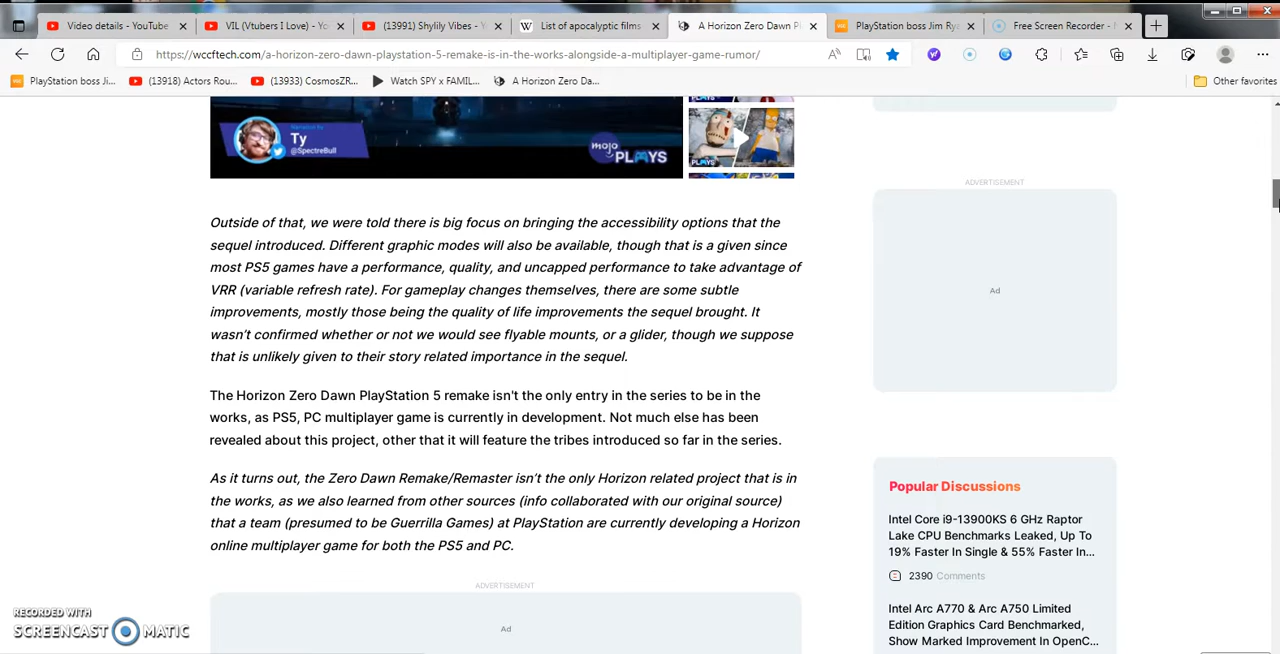 Video details - YouTube
VIL (Vtubers I Love) - Yo
(13991) Shylily Vibes - Y
List of apocalyptic films
A Horizon Zero Dawn Pl
PlayStation boss Jim Rya
Free Screen Recorder -
https://wccftech.com/a-horizon-zero-dawn-playstation-5-remake-is-in-the-works-alongside-a-multiplayer-game-rumor/
PlayStation boss Ji...
(13918) Actors Rou...
(13933) CosmosZR...
Watch SPY x FAMIL...
A Horizon Zero Da...
Other favorites
Narration By
Ty
@SpectreBull
mojo
PLAYS
PLAYS
PLAYS
ADVERTISEMENT
Ad
Outside of that, we were told there is big focus on bringing the accessibility options that the
sequel introduced. Different graphic modes will also be available, though that is a given since
most PS5 games have a performance, quality, and uncapped performance to take advantage of
VRR (variable refresh rate). For gameplay changes themselves, there are some subtle
improvements, mostly those being the quality of life improvements the sequel brought. It
wasn't confirmed whether or not we would see flyable mounts, or a glider, though we suppose
that is unlikely given to their story related importance in the sequel.
The Horizon Zero Dawn PlayStation 5 remake isn't the only entry in the series to be in the
works, as PS5, PC multiplayer game is currently in development. Not much else has been
revealed about this project, other that it will feature the tribes introduced so far in the series.
As it turns out, the Zero Dawn Remake/Remaster isn't the only Horizon related project that is in
the works, as we also learned from other sources (info collaborated with our original source)
that a team (presumed to be Guerrilla Games) at PlayStation are currently developing a Horizon
online multiplayer game for both the PS5 and PC.
ADVERTISEMENT
Ad
Popular Discussions
Intel Core i9-13900KS 6 GHz Raptor
Lake CPU Benchmarks Leaked, Up To
19% Faster In Single & 55% Faster In...
2390 Comments
Intel Arc A770 & Arc A750 Limited
Edition Graphics Card Benchmarked,
Show Marked Improvement In OpenC...
RECORDED WITH
SCREENCAST MATIC